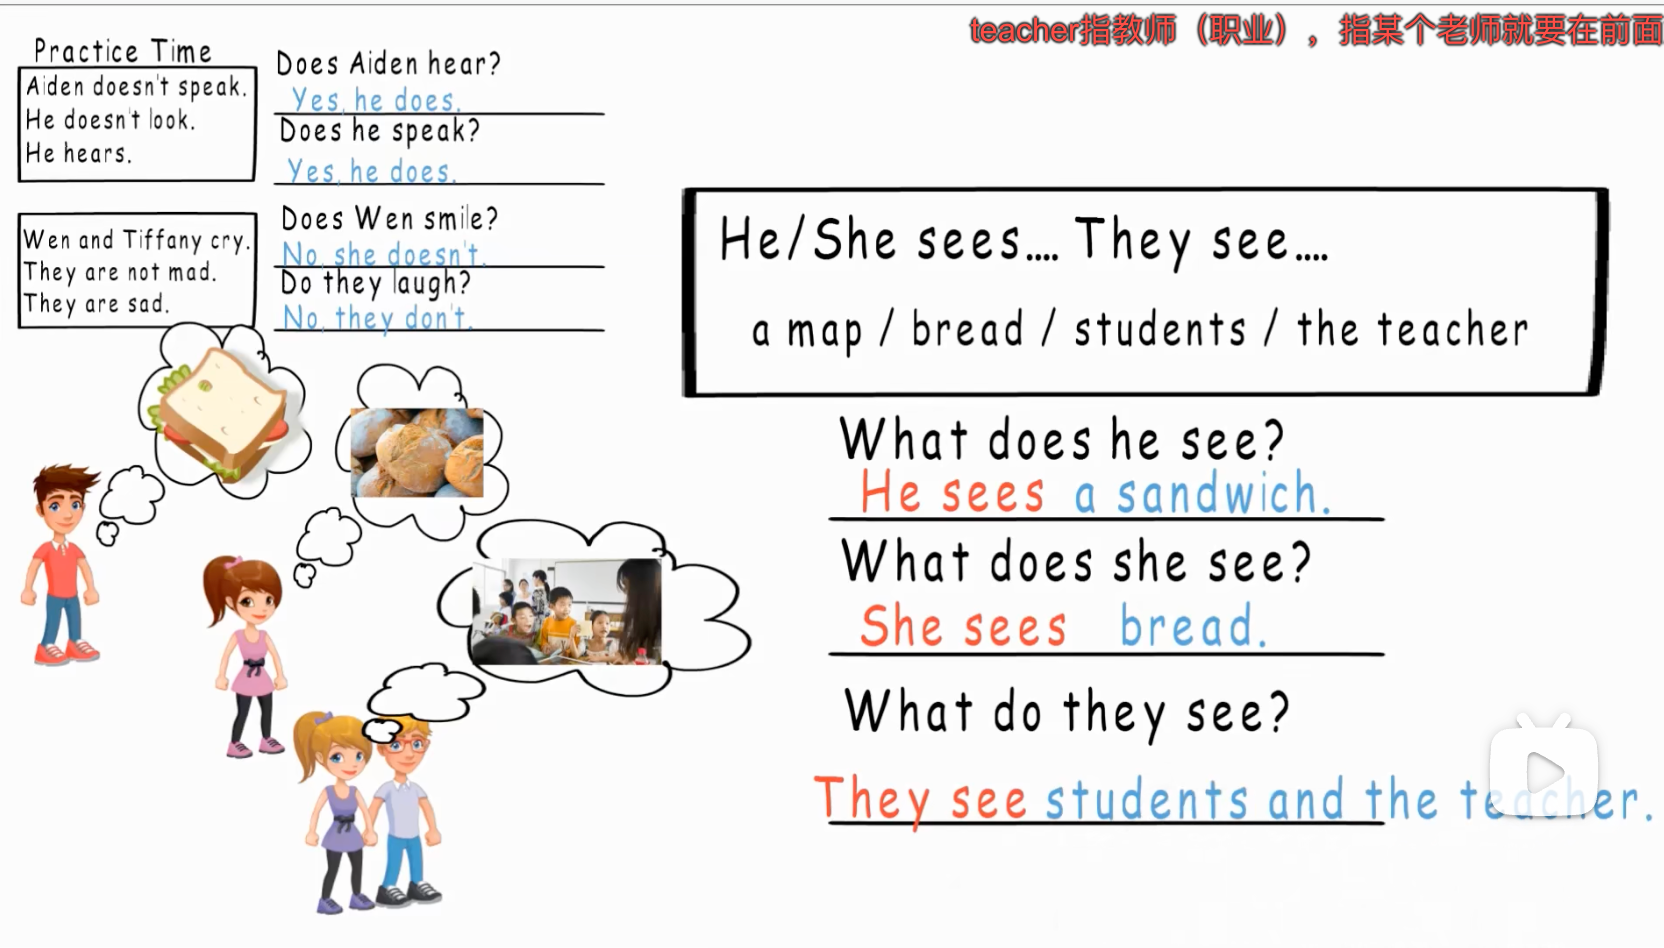 teacher指教师（职业），指某个老师就要在前面
Practice Time
Aiden doesn't speak.
He doesn't look.
He hears.
Does Aiden hear?
Yes, he does.
Does he speak?
Yes, he does.
Wen and Tiffany cry.
They are not mad.
They are sad.
Does Wen smile?
No, she doesn't.
Do they laugh?
No, they don't.
He/She sees.... They see....
a map / bread / students / the teacher
What does he see?
He sees a sandwich.
What does she see?
She sees bread.
What do they see?
They see students and the teacher.